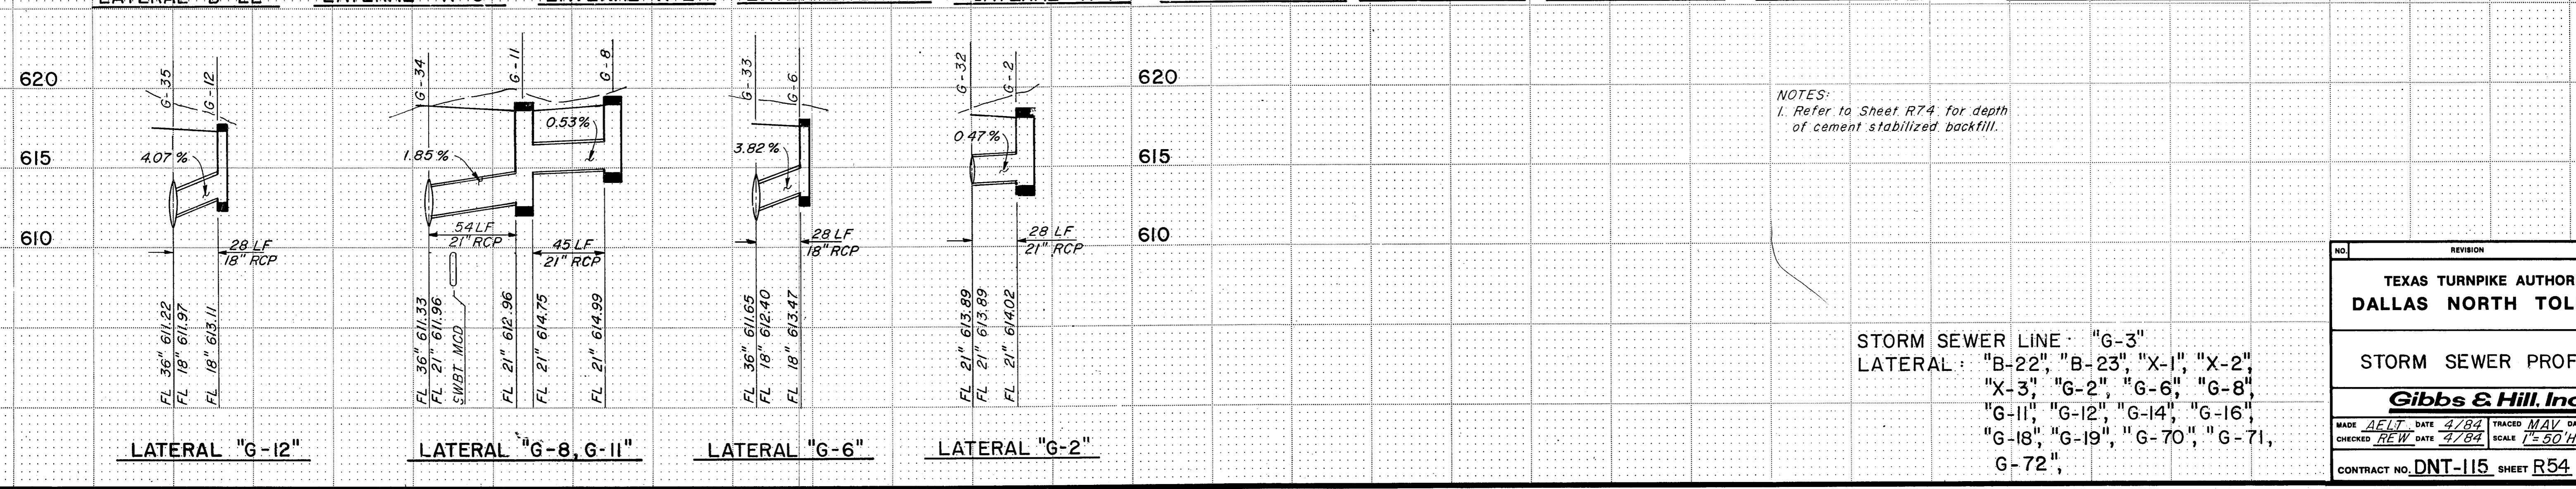 620
G-35
G-12
4.07 %
28 LF
18" RCP
FL 36" 611.22
FL 18" 611.97
FL 18" 613.11
LATERAL "G-12"
615
610
G-34
G-11
G-8
0.53%
1.85 %
54 LF
21" RCP
45 LF
21" RCP
FL 36" 611.33
FL 21" 611.96
SWBT MCD
FL 21" 612.96
FL 21" 614.75
FL 21" 614.99
LATERAL "G-8, G-11"
G-33
G-6
3.82 %
28 LF
18" RCP
FL 36" 611.65
FL 18" 612.40
FL 18" 613.47
LATERAL "G-6"
G-32
G-2
0.47%
28 LF
21" RCP
FL 21" 613.89
FL 21" 613.89
FL 21" 614.02
LATERAL "G-2"
620
615
610
NOTES:
1. Refer to Sheet R74 for depth
of cement stabilized backfill.
STORM SEWER LINE: "G-3"
LATERAL: "B-22", "B-23", "X-1", "X-2",
"X-3", "G-2", "G-6", "G-8",
"G-11", "G-12", "G-14", "G-16",
"G-18", "G-19", "G-70", "G-71,
G-72",
NO. REVISION
TEXAS TURNPIKE AUTHOR
DALLAS NORTH TOL
STORM SEWER PROF
Gibbs & Hill, Inc
MADE AELT DATE 4/84 TRACED MAV DA
CHECKED REW DATE 4/84 SCALE 1"=50'H
CONTRACT NO. DNT-115 SHEET R54